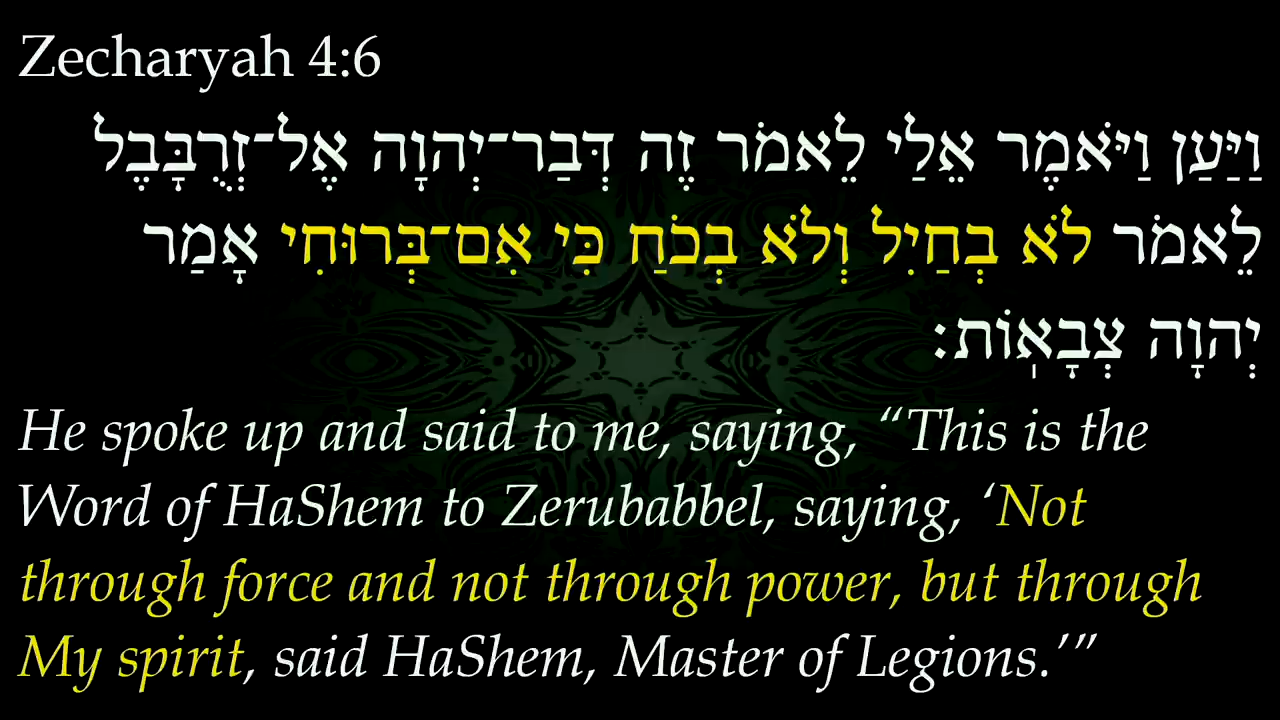 Zecharyah 4:6
וַיַּעַן וַיֹּאמֶר אֵלַי לֵאמֹר זֶה דְּבַר־יְהוָה אֶל־זְרֻבָּבֶל
לֵאמֹר לֹא בְחַיִל וְלֹא בְכֹחַ כִּי אִם־בְּרוּחִי אָמַר
יְהוָה צְבָאֽוֹת׃
He spoke up and said to me, saying, “This is the
Word of HaShem to Zerubabbel, saying, ‘Not
through force and not through power, but through
My spirit, said HaShem, Master of Legions.’”